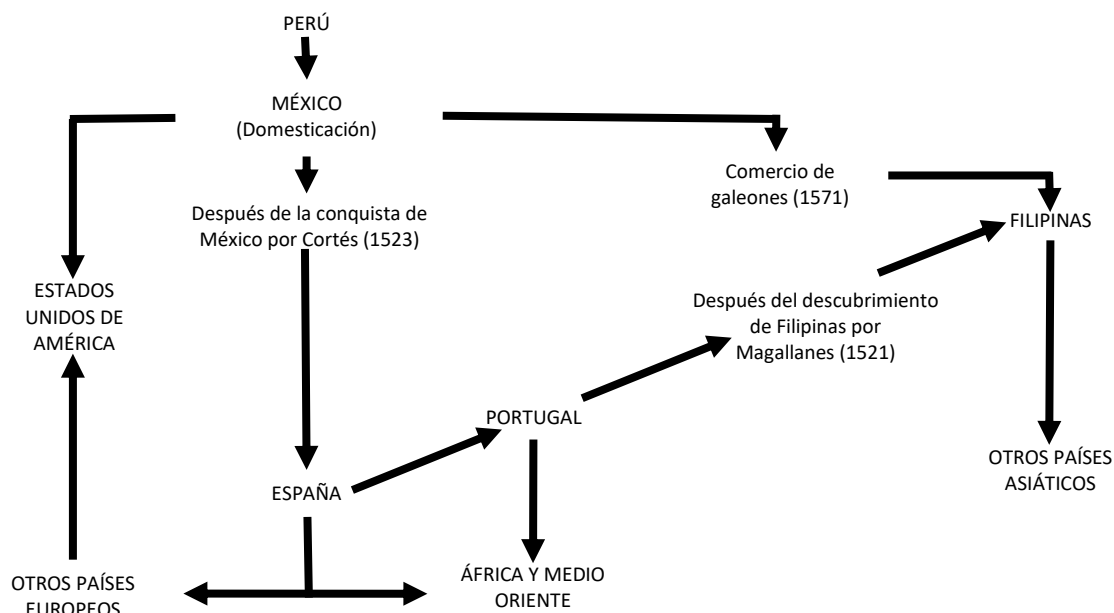 PERÚ
MÉXICO
(Domesticación)
Comercio de
galeones (1571)
Después de la conquista de
México por Cortés (1523)
FILIPINAS
ESTADOS
UNIDOS DE
AMÉRICA
Después del descubrimiento
de Filipinas por
Magallanes (1521)
PORTUGAL
OTROS PAÍSES
ASIÁTICOS
ESPAÑA
ÁFRICA Y MEDIO
ORIENTE
OTROS PAÍSES
EUROPEOS